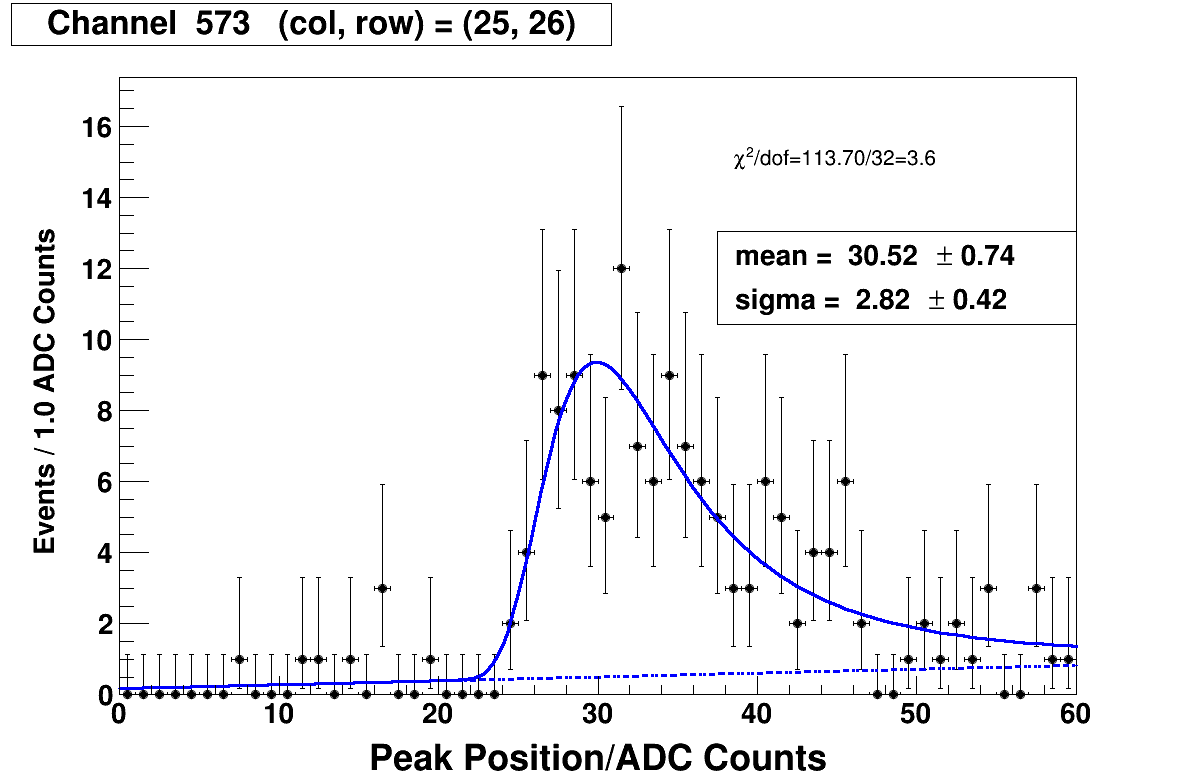 Channel 573 (col, row) = (25, 26)
χ²/dof=113.70/32=3.6
mean = 30.52 ± 0.74
sigma = 2.82 ± 0.42
Events / 1.0 ADC Counts
16
14
12
10
8
6
4
2
0
0 10 20 30 40 50 60
Peak Position/ADC Counts